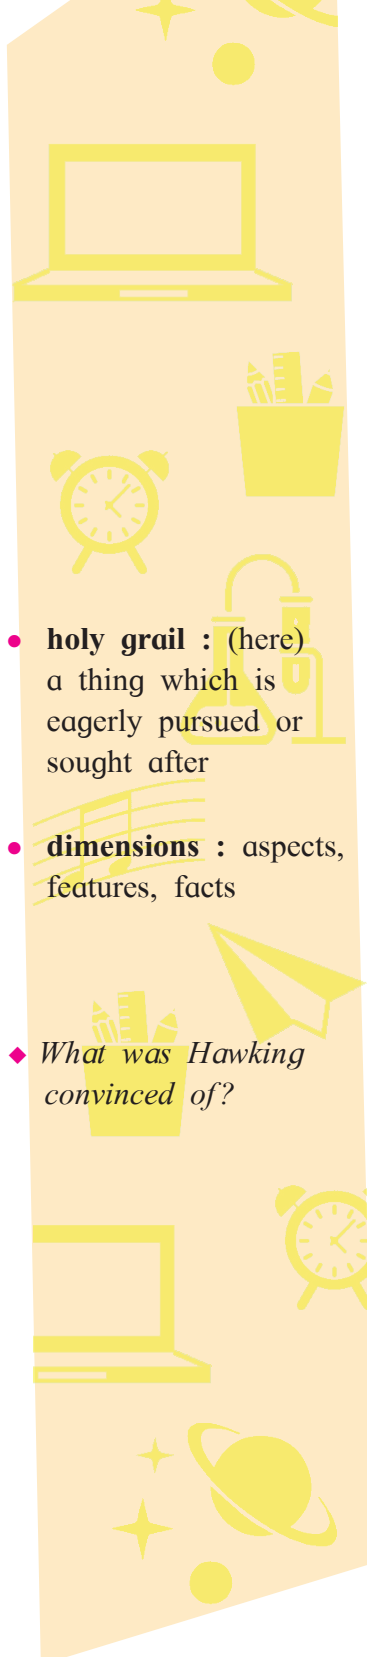 • holy grail : (here)
a thing which is
eagerly pursued or
sought after
• dimensions : aspects,
features, facts
◆ What was Hawking
convinced of?